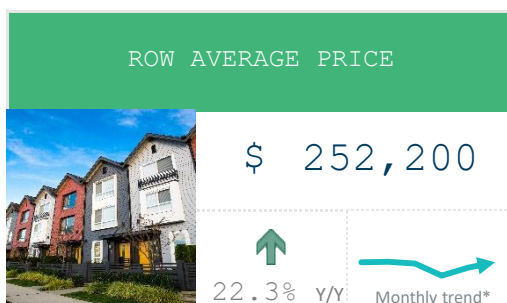 ROW AVERAGE PRICE
$ 252,200
22.3% Y/Y
Monthly trend*